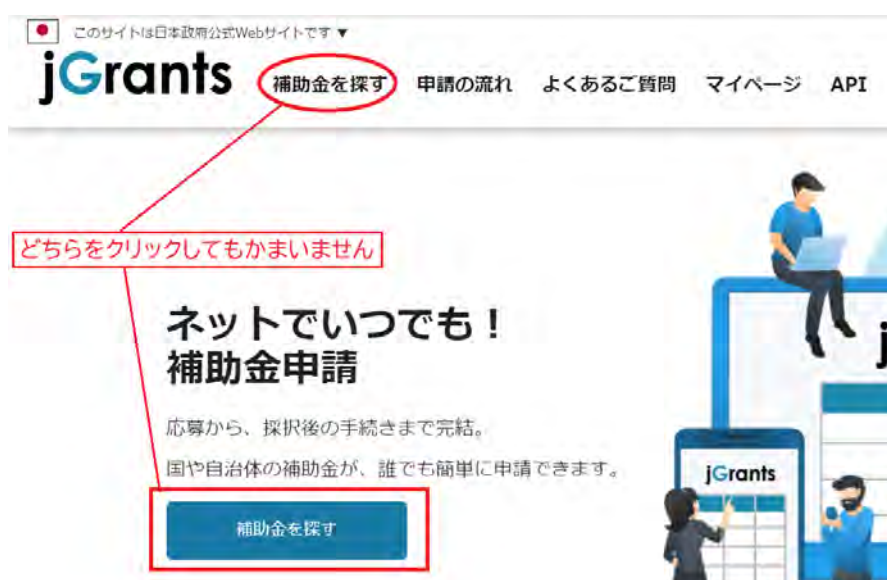 このサイトは日本政府公式Webサイトです ▼
jGrants 補助金を探す 申請の流れ よくあるご質問 マイページ API
どちらをクリックしてもかまいません
ネットでいつでも！
補助金申請
応募から、採択後の手続きまで完結。
国や自治体の補助金が、誰でも簡単に申請できます。
jGrants
補助金を探す